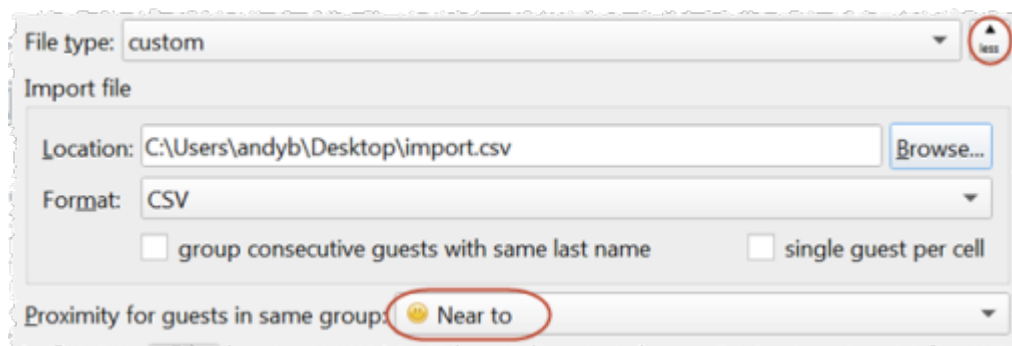 File type: custom
less
Import file
Location: C:\Users\andyb\Desktop\import.csv Browse...
Format: CSV
group consecutive guests with same last name single guest per cell
Proximity for guests in same group: Near to